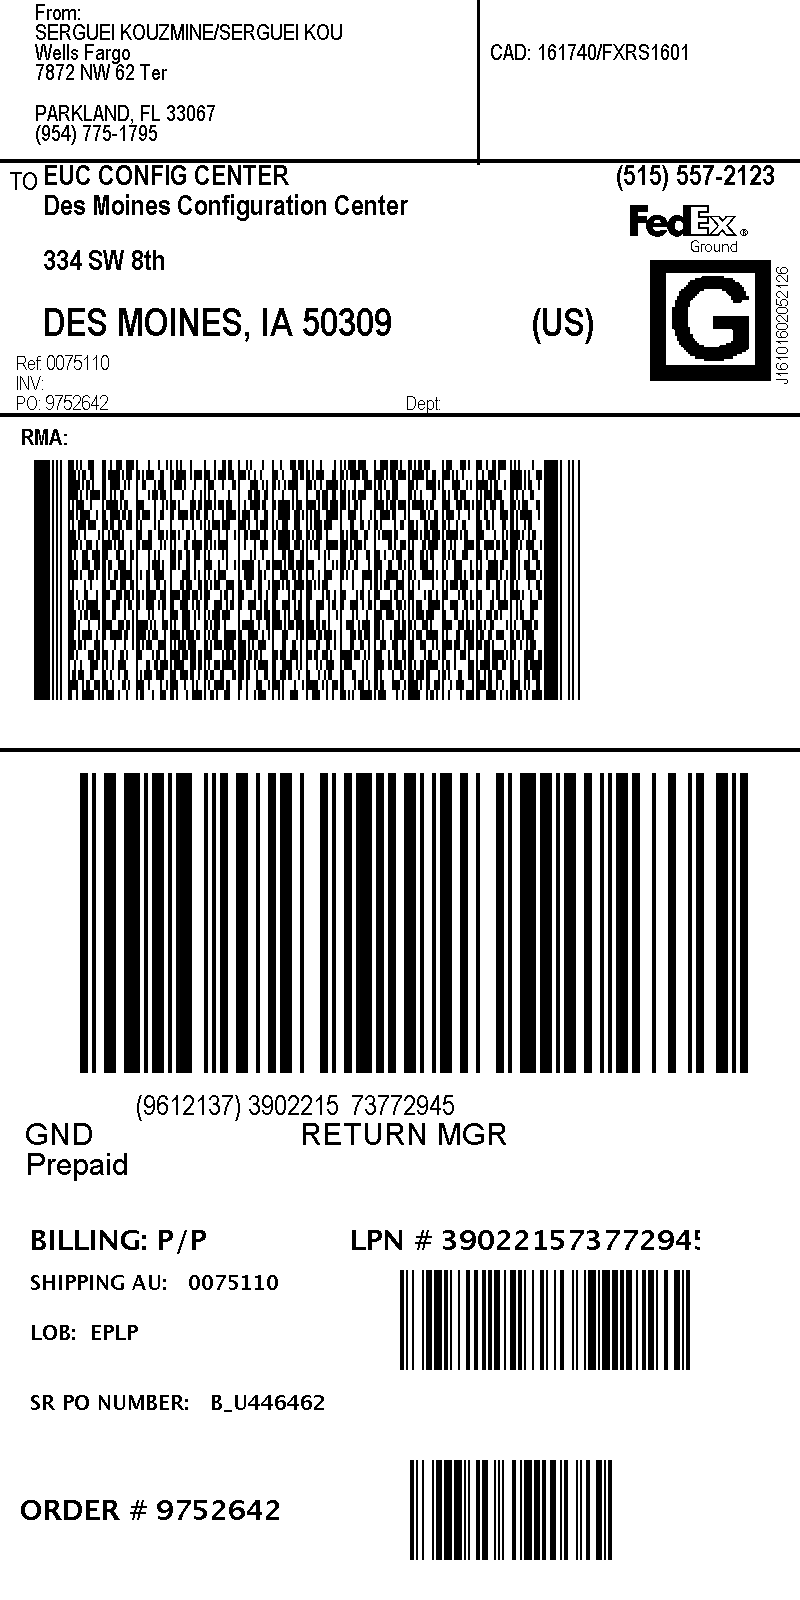 From:
SERGUEI KOUZMINE/SERGUEI KOU
Wells Fargo
7872 NW 62 Ter
PARKLAND, FL 33067
(954) 775-1795
CAD: 161740/FXRS1601
TO EUC CONFIG CENTER (515) 557-2123
Des Moines Configuration Center
334 SW 8th
DES MOINES, IA 50309 (US)
FedEx®
Ground
G
J16101602052126
Ref: 0075110
INV:
PO: 9752642 Dept:
RMA:
(9612137) 3902215 73772945
GND RETURN MGR
Prepaid
BILLING: P/P LPN # 390221573772945
SHIPPING AU: 0075110
LOB: EPLP
SR PO NUMBER: B_U446462
ORDER # 9752642